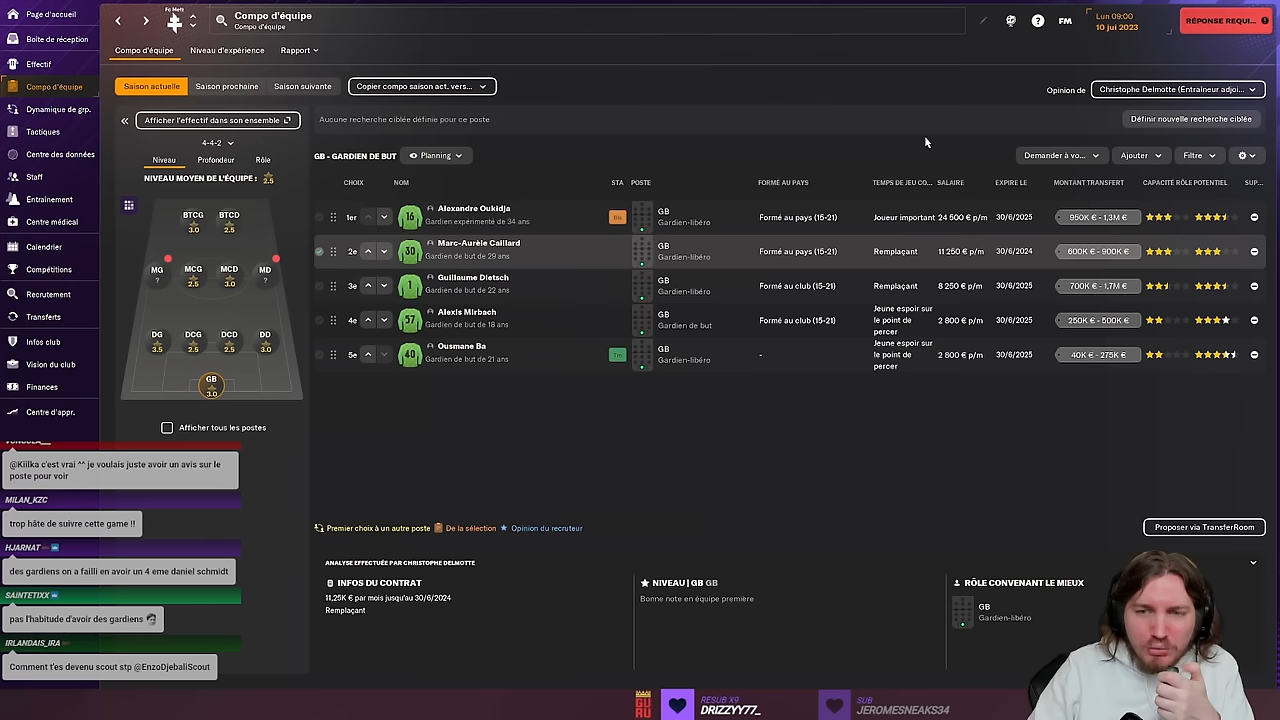 Page d'accueil
Boîte de réception
Effectif
Compo d'équipe
Dynamique de grp.
Tactiques
Centre des données
Staff
Entraînement
Centre médical
Calendrier
Compétitions
Recrutement
Transferts
Infos club
Vision du club
Finances
Centre d'appr.
Fc Metz
Compo d'équipe
Compo d'équipe
FM
Lun 09:00
10 jui 2023
RÉPONSE REQUI...
Compo d'équipe
Niveau d'expérience
Rapport
Saison actuelle
Saison prochaine
Saison suivante
Copier compo saison act. vers...
Opinion de
Christophe Delmotte (Entraîneur adjoi...
Afficher l'effectif dans son ensemble
Aucune recherche ciblée définie pour ce poste
Définir nouvelle recherche ciblée
4-4-2
Niveau
Profondeur
Rôle
NIVEAU MOYEN DE L'ÉQUIPE : 2.5
BTCG 3.0
BTCD 2.5
MG ?
MCG 2.5
MCD 3.0
MD ?
DG 3.5
DCG 2.5
DCD 2.5
DD 3.0
GB 3.0
Afficher tous les postes
GB - GARDIEN DE BUT
Planning
Demander à vo...
Ajouter
Filtre
CHOIX NOM STA POSTE FORMÉ AU PAYS TEMPS DE JEU CO... SALAIRE EXPIRE LE MONTANT TRANSFERT CAPACITÉ RÔLE POTENTIEL SUP...
1er 16 Alexandre Oukidja Gardien expérimenté de 34 ans Ble GB Gardien-libéro Formé au pays (15-21) Joueur important 24 500 € p/m 30/6/2025 950K € - 1,3M €
2e 30 Marc-Aurèle Caillard Gardien de but de 29 ans GB Gardien-libéro Formé au pays (15-21) Remplaçant 11 250 € p/m 30/6/2024 600K € - 900K €
3e 1 Guillaume Dietsch Gardien de but de 22 ans GB Gardien-libéro Formé au club (15-21) Remplaçant 8 250 € p/m 30/6/2025 700K € - 1,7M €
4e 57 Alexis Mirbach Gardien de but de 18 ans GB Gardien de but Formé au club (15-21) Jeune espoir sur le point de percer 2 800 € p/m 30/6/2025 250K € - 500K €
5e 40 Ousmane Ba Gardien de but de 21 ans Trn GB Gardien-libéro - Jeune espoir sur le point de percer 2 800 € p/m 30/6/2025 40K € - 275K €
Premier choix à un autre poste De la sélection Opinion du recruteur
Proposer via TransferRoom
ANALYSE EFFECTUÉE PAR CHRISTOPHE DELMOTTE
INFOS DU CONTRAT
11,25K € par mois jusqu'au 30/6/2024
Remplaçant
NIVEAU | GB GB
Bonne note en équipe première
RÔLE CONVENANT LE MIEUX
GB
Gardien-libéro
@Kiilka c'est vrai ^^ je voulais juste avoir un avis sur le
poste pour voir
MILAN_KZC
trop hâte de suivre cette game !!
HJARNAT
des gardiens on a failli en avoir un 4 eme daniel schmidt
SAINTETIXX
pas l'habitude d'avoir des gardiens
IRLANDAIS_IRA
Comment t'es devenu scout stp @EnzoDjebaliScout
GURU
RESUB X9
DRIZZYY77_
SUB
JEROMESNEAKS34